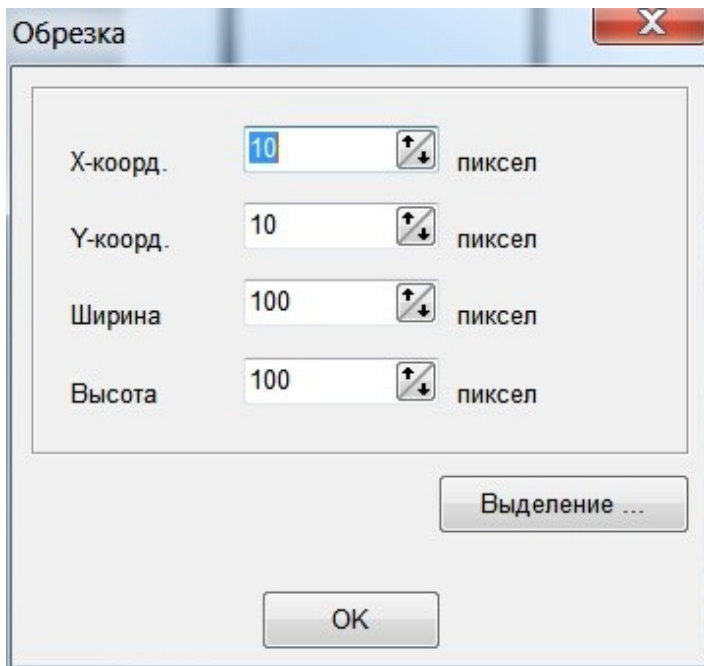 Обрезка
X-коорд. 10 пиксел
Y-коорд. 10 пиксел
Ширина 100 пиксел
Высота 100 пиксел
Выделение ...
OK